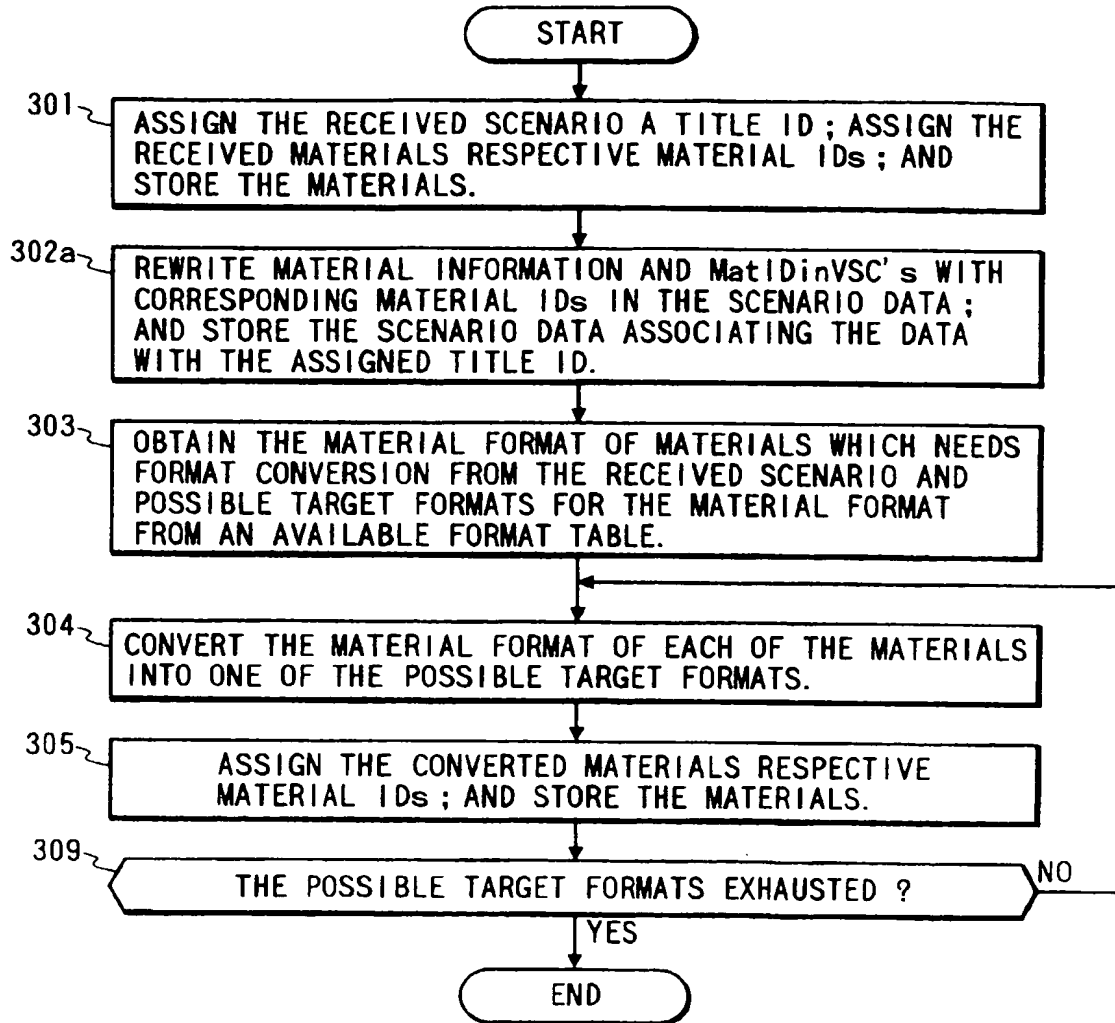 START
301
ASSIGN THE RECEIVED SCENARIO A TITLE ID; ASSIGN THE
RECEIVED MATERIALS RESPECTIVE MATERIAL IDs; AND
STORE THE MATERIALS.
302a
REWRITE MATERIAL INFORMATION AND MatIDinVSC's WITH
CORRESPONDING MATERIAL IDs IN THE SCENARIO DATA;
AND STORE THE SCENARIO DATA ASSOCIATING THE DATA
WITH THE ASSIGNED TITLE ID.
303
OBTAIN THE MATERIAL FORMAT OF MATERIALS WHICH NEEDS
FORMAT CONVERSION FROM THE RECEIVED SCENARIO AND
POSSIBLE TARGET FORMATS FOR THE MATERIAL FORMAT
FROM AN AVAILABLE FORMAT TABLE.
304
CONVERT THE MATERIAL FORMAT OF EACH OF THE MATERIALS
INTO ONE OF THE POSSIBLE TARGET FORMATS.
305
ASSIGN THE CONVERTED MATERIALS RESPECTIVE
MATERIAL IDs; AND STORE THE MATERIALS.
309
THE POSSIBLE TARGET FORMATS EXHAUSTED ?
NO
YES
END